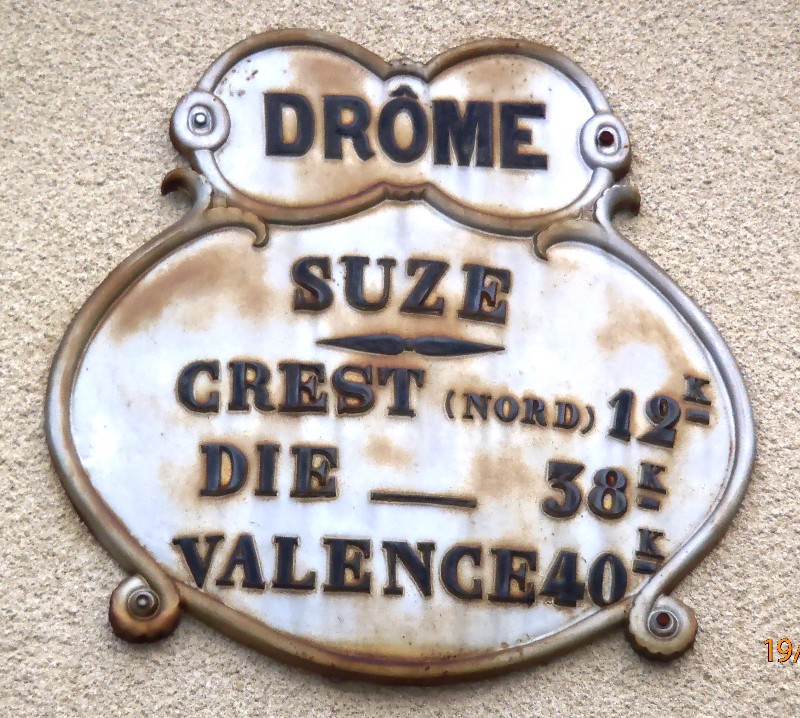 DRÔME
SUZE
CREST (NORD) 12K
DIE — 38K
VALENCE 40K
19/